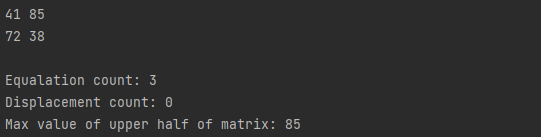 41 85
72 38
Equalation count: 3
Displacement count: 0
Max value of upper half of matrix: 85